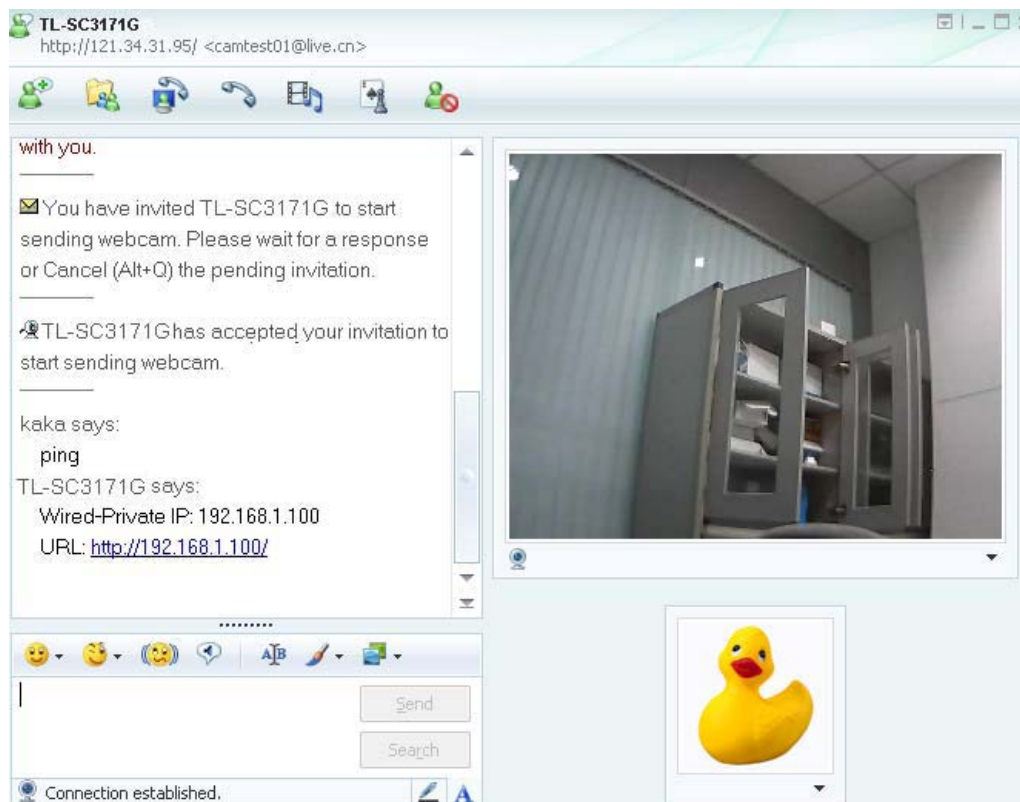 TL-SC3171G
http://121.34.31.95/ <camtest01@live.cn>
with you.
You have invited TL-SC3171G to start
sending webcam. Please wait for a response
or Cancel (Alt+Q) the pending invitation.
TL-SC3171G has accepted your invitation to
start sending webcam.
kaka says:
ping
TL-SC3171G says:
Wired-Private IP: 192.168.1.100
URL: http://192.168.1.100/
Send
Search
Connection established.